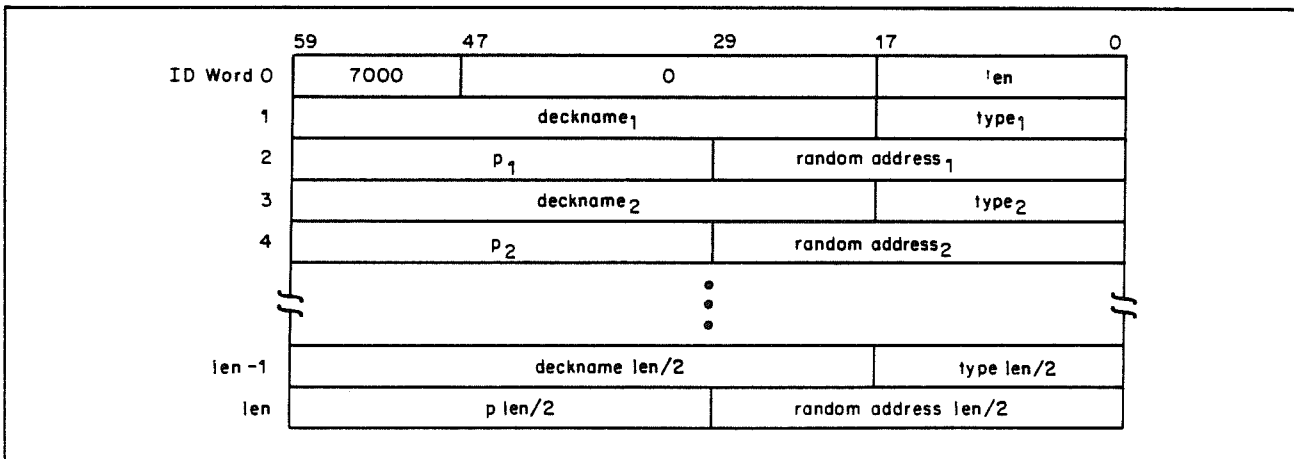 59 47 29 17 0
ID Word 0 7000 0 len
1 deckname1 type1
2 p1 random address1
3 deckname2 type2
4 p2 random address2
len-1 deckname len/2 type len/2
len p len/2 random address len/2